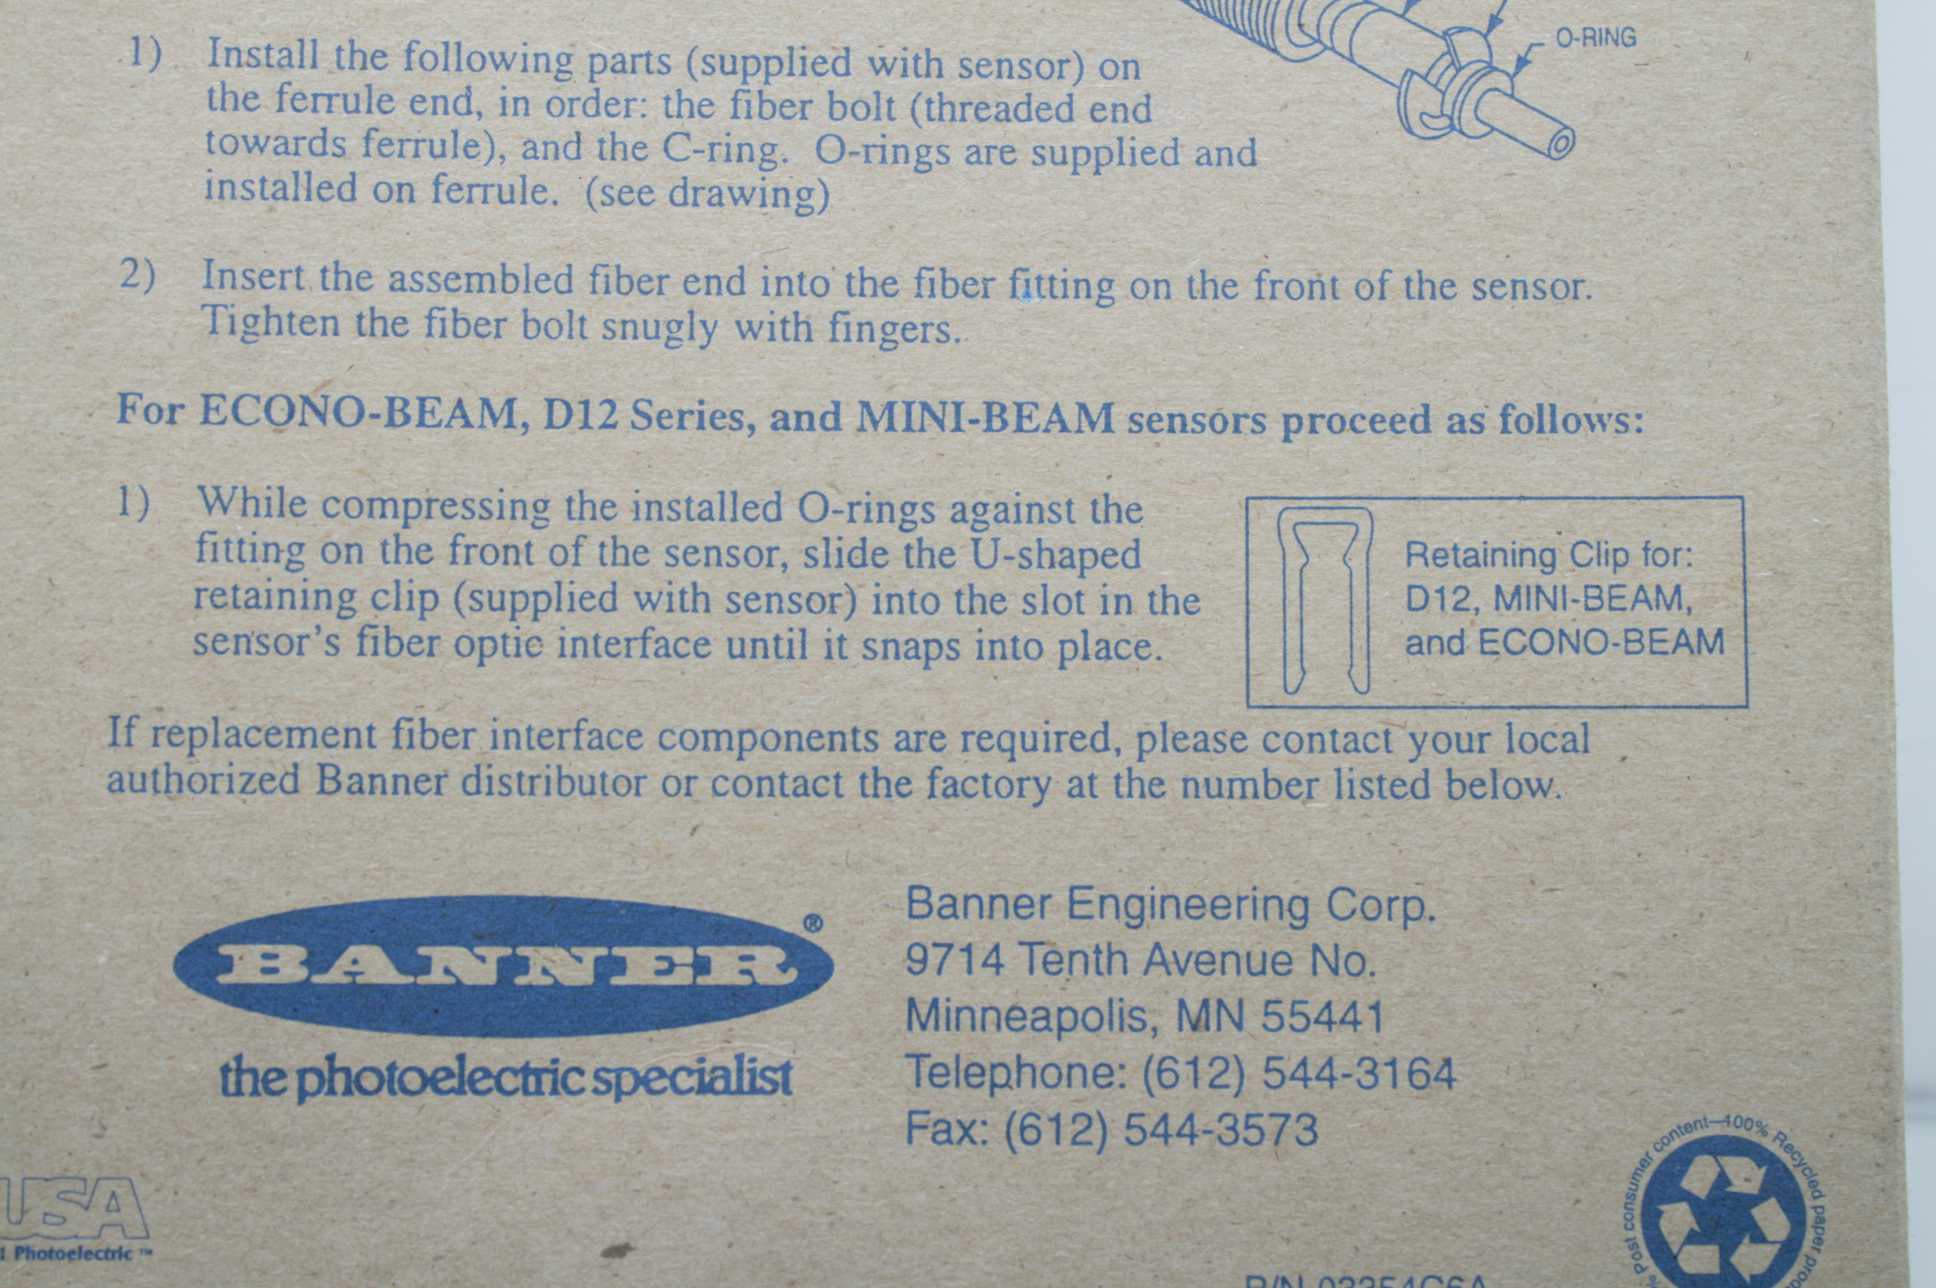 O-RING
1) Install the following parts (supplied with sensor) on
the ferrule end, in order: the fiber bolt (threaded end
towards ferrule), and the C-ring. O-rings are supplied and
installed on ferrule. (see drawing)
2) Insert the assembled fiber end into the fiber fitting on the front of the sensor.
Tighten the fiber bolt snugly with fingers.
For ECONO-BEAM, D12 Series, and MINI-BEAM sensors proceed as follows:
1) While compressing the installed O-rings against the
fitting on the front of the sensor, slide the U-shaped
retaining clip (supplied with sensor) into the slot in the
sensor's fiber optic interface until it snaps into place.
Retaining Clip for:
D12, MINI-BEAM,
and ECONO-BEAM
If replacement fiber interface components are required, please contact your local
authorized Banner distributor or contact the factory at the number listed below.
BANNER®
the photoelectric specialist
Banner Engineering Corp.
9714 Tenth Avenue No.
Minneapolis, MN 55441
Telephone: (612) 544-3164
Fax: (612) 544-3573
USA
Photoelectric™
% Post consumer content—100% Recycled paper
P/N